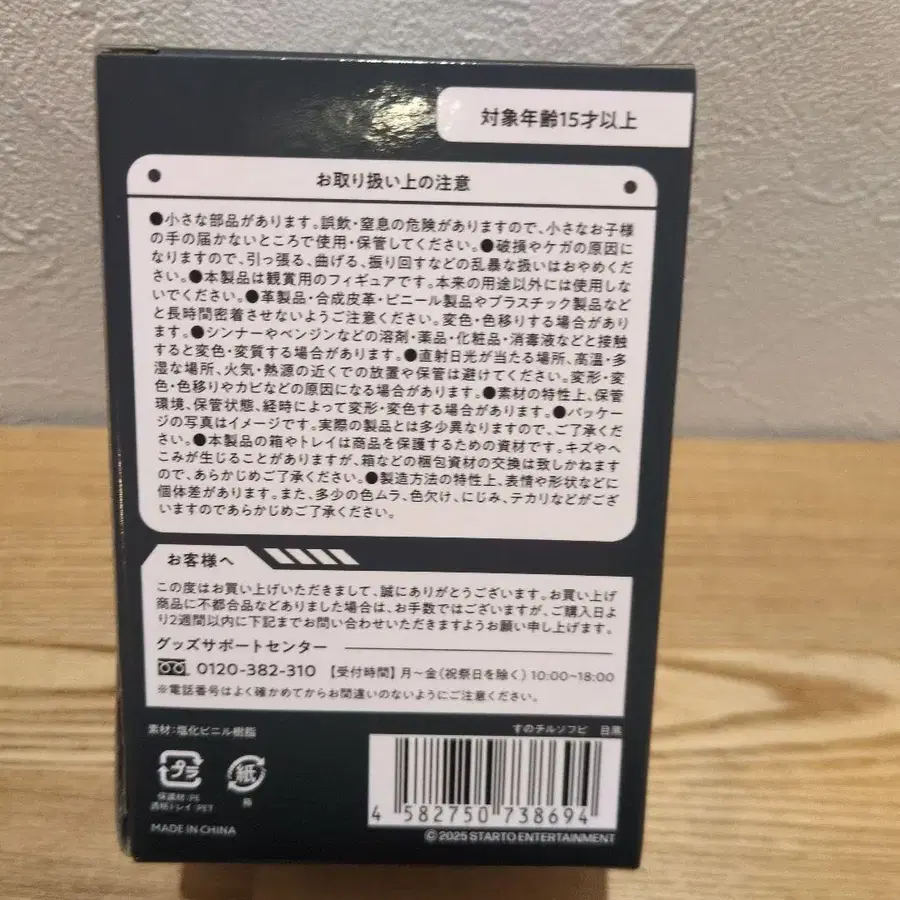 対象年齢15才以上
お取り扱い上の注意
●小さな部品があります。誤飲・窒息の危険がありますので、小さなお子様
の手の届かないところで使用・保管してください。●破損やケガの原因に
なりますので、引っ張る、曲げる、振り回すなどの乱暴な扱いはおやめくだ
さい。●本製品は観賞用のフィギュアです。本来の用途以外には使用しな
いでください。●革製品・合成皮革・ビニール製品やプラスチック製品など
と長時間密着させないようご注意ください。変色・色移りする場合があり
ます。●シンナーやベンジンなどの溶剤・薬品・化粧品・消毒液などと接触
すると変色・変質する場合があります。●直射日光が当たる場所、高温・多
湿な場所、火気・熱源の近くでの放置や保管は避けてください。変形・変
色・色移りやカビなどの原因になる場合があります。●素材の特性上、保管
環境、保管状態、経時によって変形・変色する場合があります。●パッケー
ジの写真はイメージです。実際の製品とは多少異なりますので、ご了承くだ
さい。●本製品の箱やトレイは商品を保護するための資材です。キズやへ
こみが生じることがありますが、箱などの梱包資材の交換は致しかねます
ので、あらかじめご了承ください。●製造方法の特性上、表情や形状などに
個体差があります。また、多少の色ムラ、色欠け、にじみ、テカリなどがござ
いますのであらかじめご了承ください。
お客様へ
この度はお買い上げいただきまして、誠にありがとうございます。お買い上げ
商品に不都合品などありました場合は、お手数ではございますが、ご購入日よ
り2週間以内に下記までお問い合わせいただきますようお願い申し上げます。
グッズサポートセンター
0120-382-310 【受付時間】月～金(祝祭日を除く)10:00~18:00
※電話番号はよく確かめてからお間違いのないようにご注意ください。
素材:塩化ビニル樹脂
すのチルソフビ 目黒
プラ
紙
保護材:PE
透明トレイ:PET
箱
4 582750 738694
MADE IN CHINA
©2025 STARTO ENTERTAINMENT